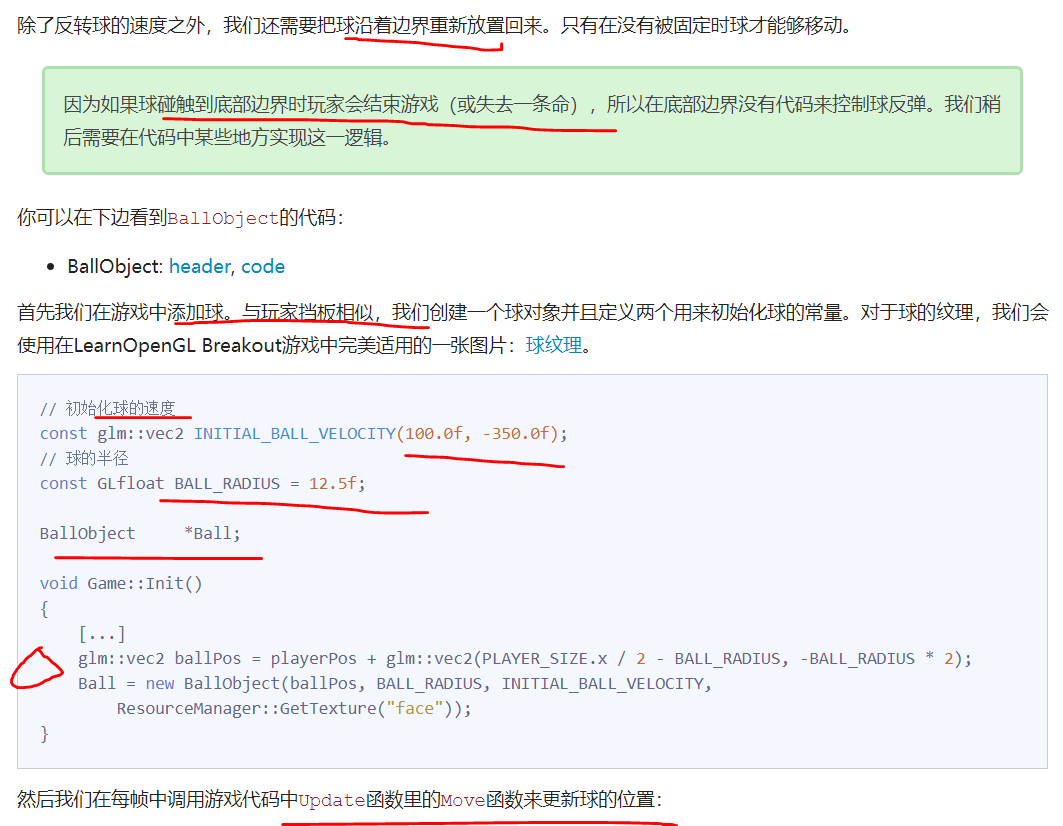 除了反转球的速度之外，我们还需要把球沿着边界重新放置回来。只有在没有被固定时球才能够移动。
因为如果球碰触到底部边界时玩家会结束游戏（或失去一条命），所以在底部边界没有代码来控制球反弹。我们稍
后需要在代码中某些地方实现这一逻辑。
你可以在下边看到BallObject的代码：
• BallObject: header, code
首先我们在游戏中添加球。与玩家挡板相似，我们创建一个球对象并且定义两个用来初始化球的常量。对于球的纹理，我们会
使用在LearnOpenGL Breakout游戏中完美适用的一张图片：球纹理。
// 初始化球的速度
const glm::vec2 INITIAL_BALL_VELOCITY(100.0f, -350.0f);
// 球的半径
const GLfloat BALL_RADIUS = 12.5f;
BallObject     *Ball;
void Game::Init()
{
    [...]
    glm::vec2 ballPos = playerPos + glm::vec2(PLAYER_SIZE.x / 2 - BALL_RADIUS, -BALL_RADIUS * 2);
    Ball = new BallObject(ballPos, BALL_RADIUS, INITIAL_BALL_VELOCITY,
        ResourceManager::GetTexture("face"));
}
然后我们在每帧中调用游戏代码中Update函数里的Move函数来更新球的位置：